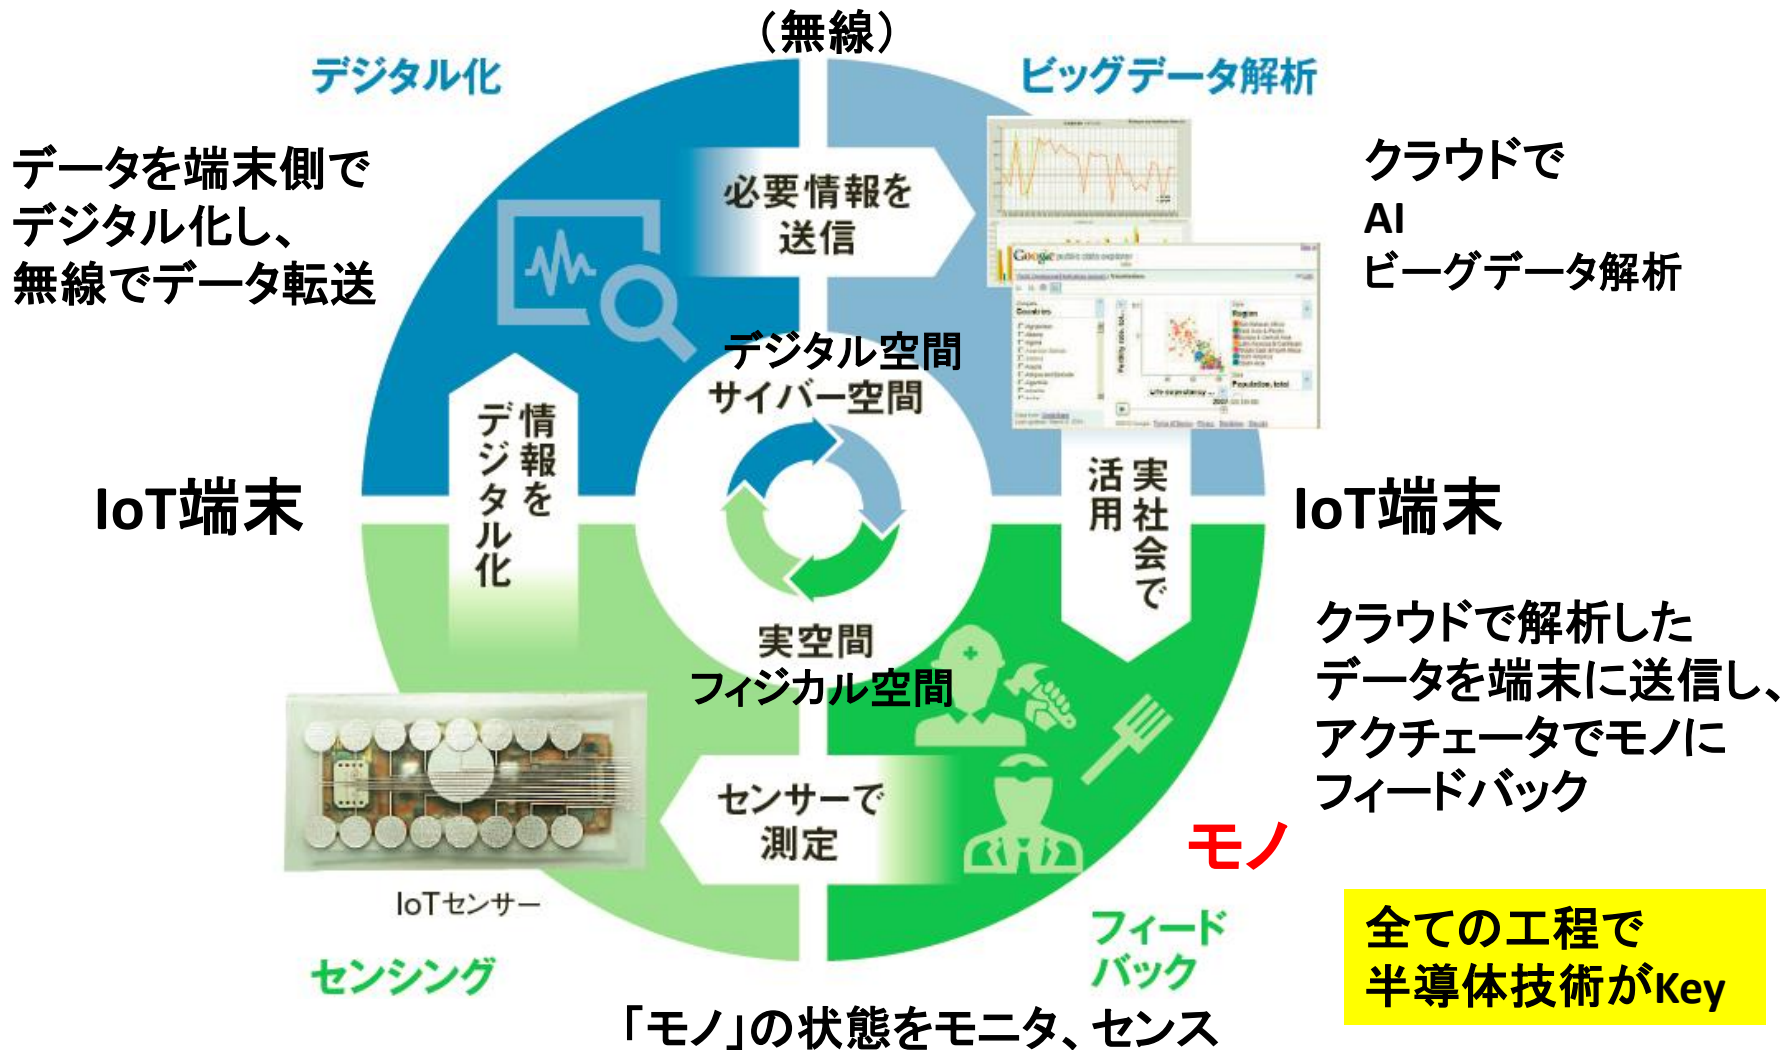 （無線）
デジタル化
ビッグデータ解析
データを端末側で
デジタル化し、
無線でデータ転送
必要情報を
送信
クラウドで
AI
ビーグデータ解析
Google public data explorer
Countries
Region
Population, total
デジタル空間
サイバー空間
情報を
デジタル化
実社会で
活用
IoT端末
IoT端末
実空間
フィジカル空間
クラウドで解析した
データを端末に送信し、
アクチェータでモノに
フィードバック
センサーで
測定
モノ
IoTセンサー
センシング
フィード
バック
全ての工程で
半導体技術がKey
「モノ」の状態をモニタ、センス